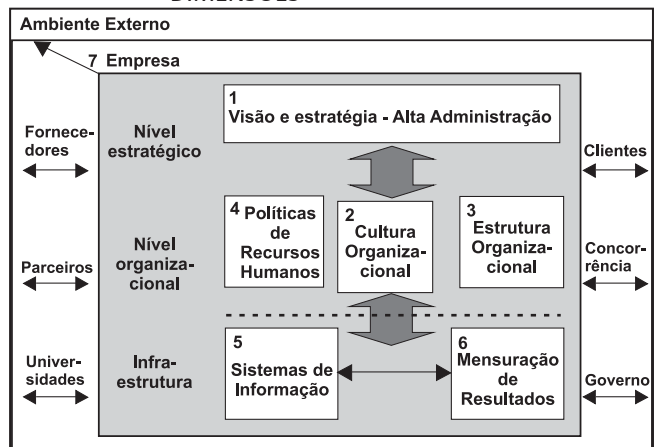 DIMENSÕES
Ambiente Externo
7 Empresa
1
Visão e estratégia - Alta Administração
Nível
estratégico
Fornece-
dores
Clientes
4 Políticas
de
Recursos
Humanos
2
Cultura
Organiza-
cional
3
Estrutura
Organiza-
cional
Nível
organiza-
cional
Parceiros
Concor-
rência
5
Sistemas de
Informação
6
Mensuração
de
Resultados
Infra-
estrutura
Univer-
sidades
Governo